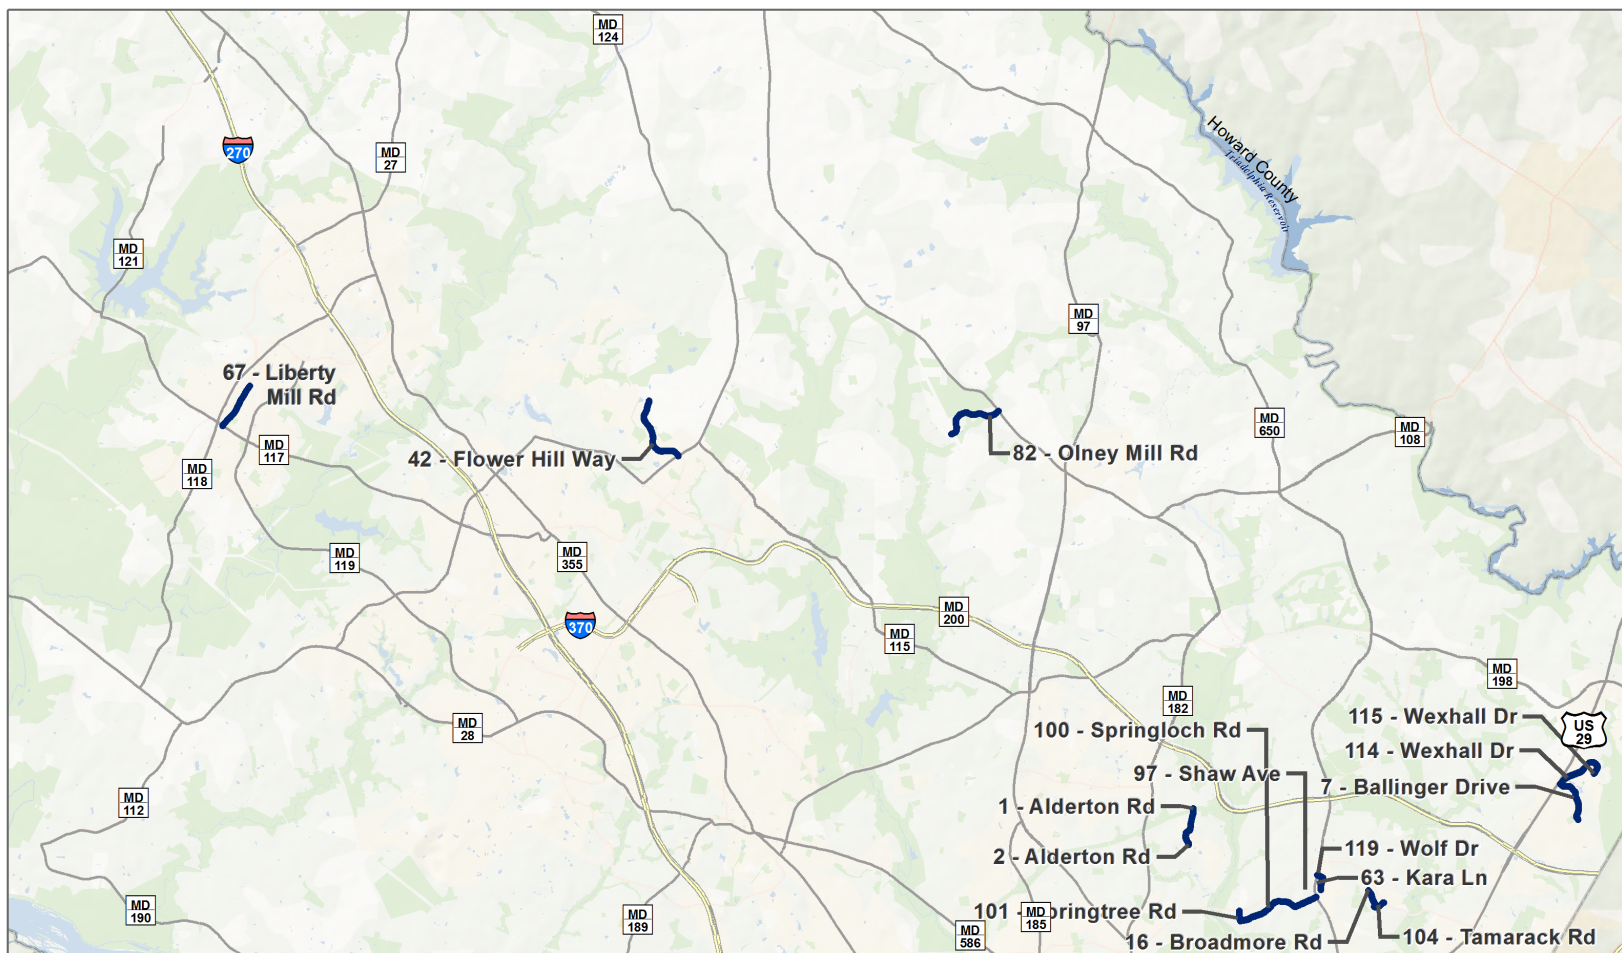 MD
124
270
MD
27
Howard County
Triadelphia Reservoir
MD
121
MD
97
67 - Liberty
Mill Rd
MD
650
MD
108
MD
117
42 - Flower Hill Way
82 - Olney Mill Rd
MD
118
MD
119
MD
355
370
MD
200
MD
115
MD
198
MD
182
MD
28
100 - Springloch Rd
115 - Wexhall Dr
US
29
114 - Wexhall Dr
97 - Shaw Ave
7 - Ballinger Drive
MD
112
1 - Alderton Rd
2 - Alderton Rd
119 - Wolf Dr
63 - Kara Ln
MD
190
MD
189
101 - Springtree Rd
MD
185
MD
586
16 - Broadmore Rd
104 - Tamarack Rd